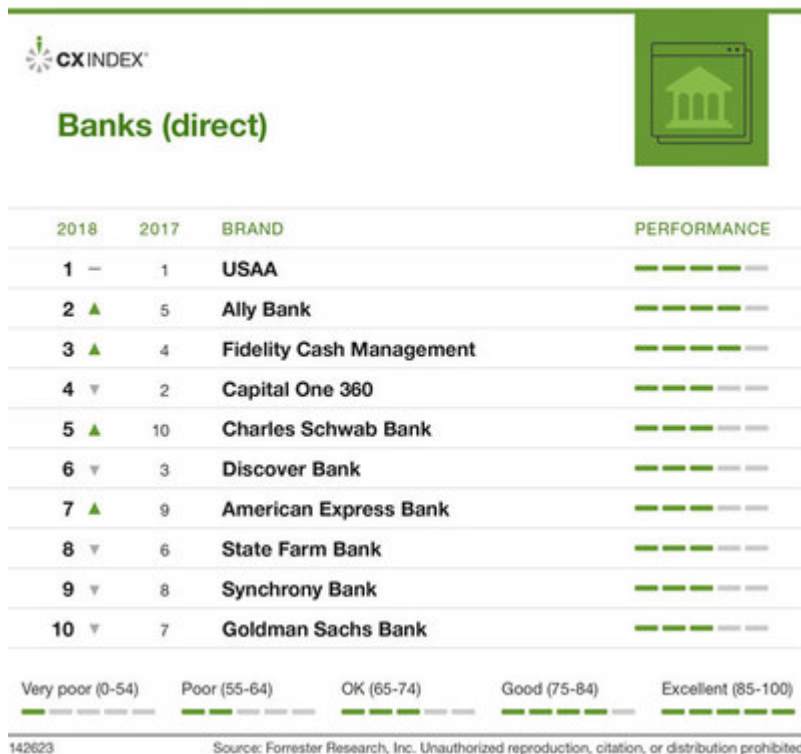 CXINDEX®
Banks (direct)
2018 2017 BRAND PERFORMANCE
1 – 1 USAA
2 ▲ 5 Ally Bank
3 ▲ 4 Fidelity Cash Management
4 ▼ 2 Capital One 360
5 ▲ 10 Charles Schwab Bank
6 ▼ 3 Discover Bank
7 ▲ 9 American Express Bank
8 ▼ 6 State Farm Bank
9 ▼ 8 Synchrony Bank
10 ▼ 7 Goldman Sachs Bank
Very poor (0-54) Poor (55-64) OK (65-74) Good (75-84) Excellent (85-100)
142623 Source: Forrester Research, Inc. Unauthorized reproduction, citation, or distribution prohibited